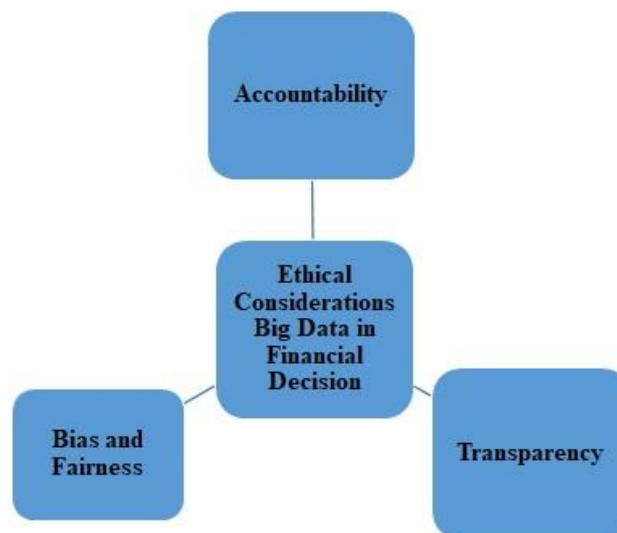 Accountability
Ethical
Considerations
Big Data in
Financial
Decision
Bias and
Fairness
Transparency